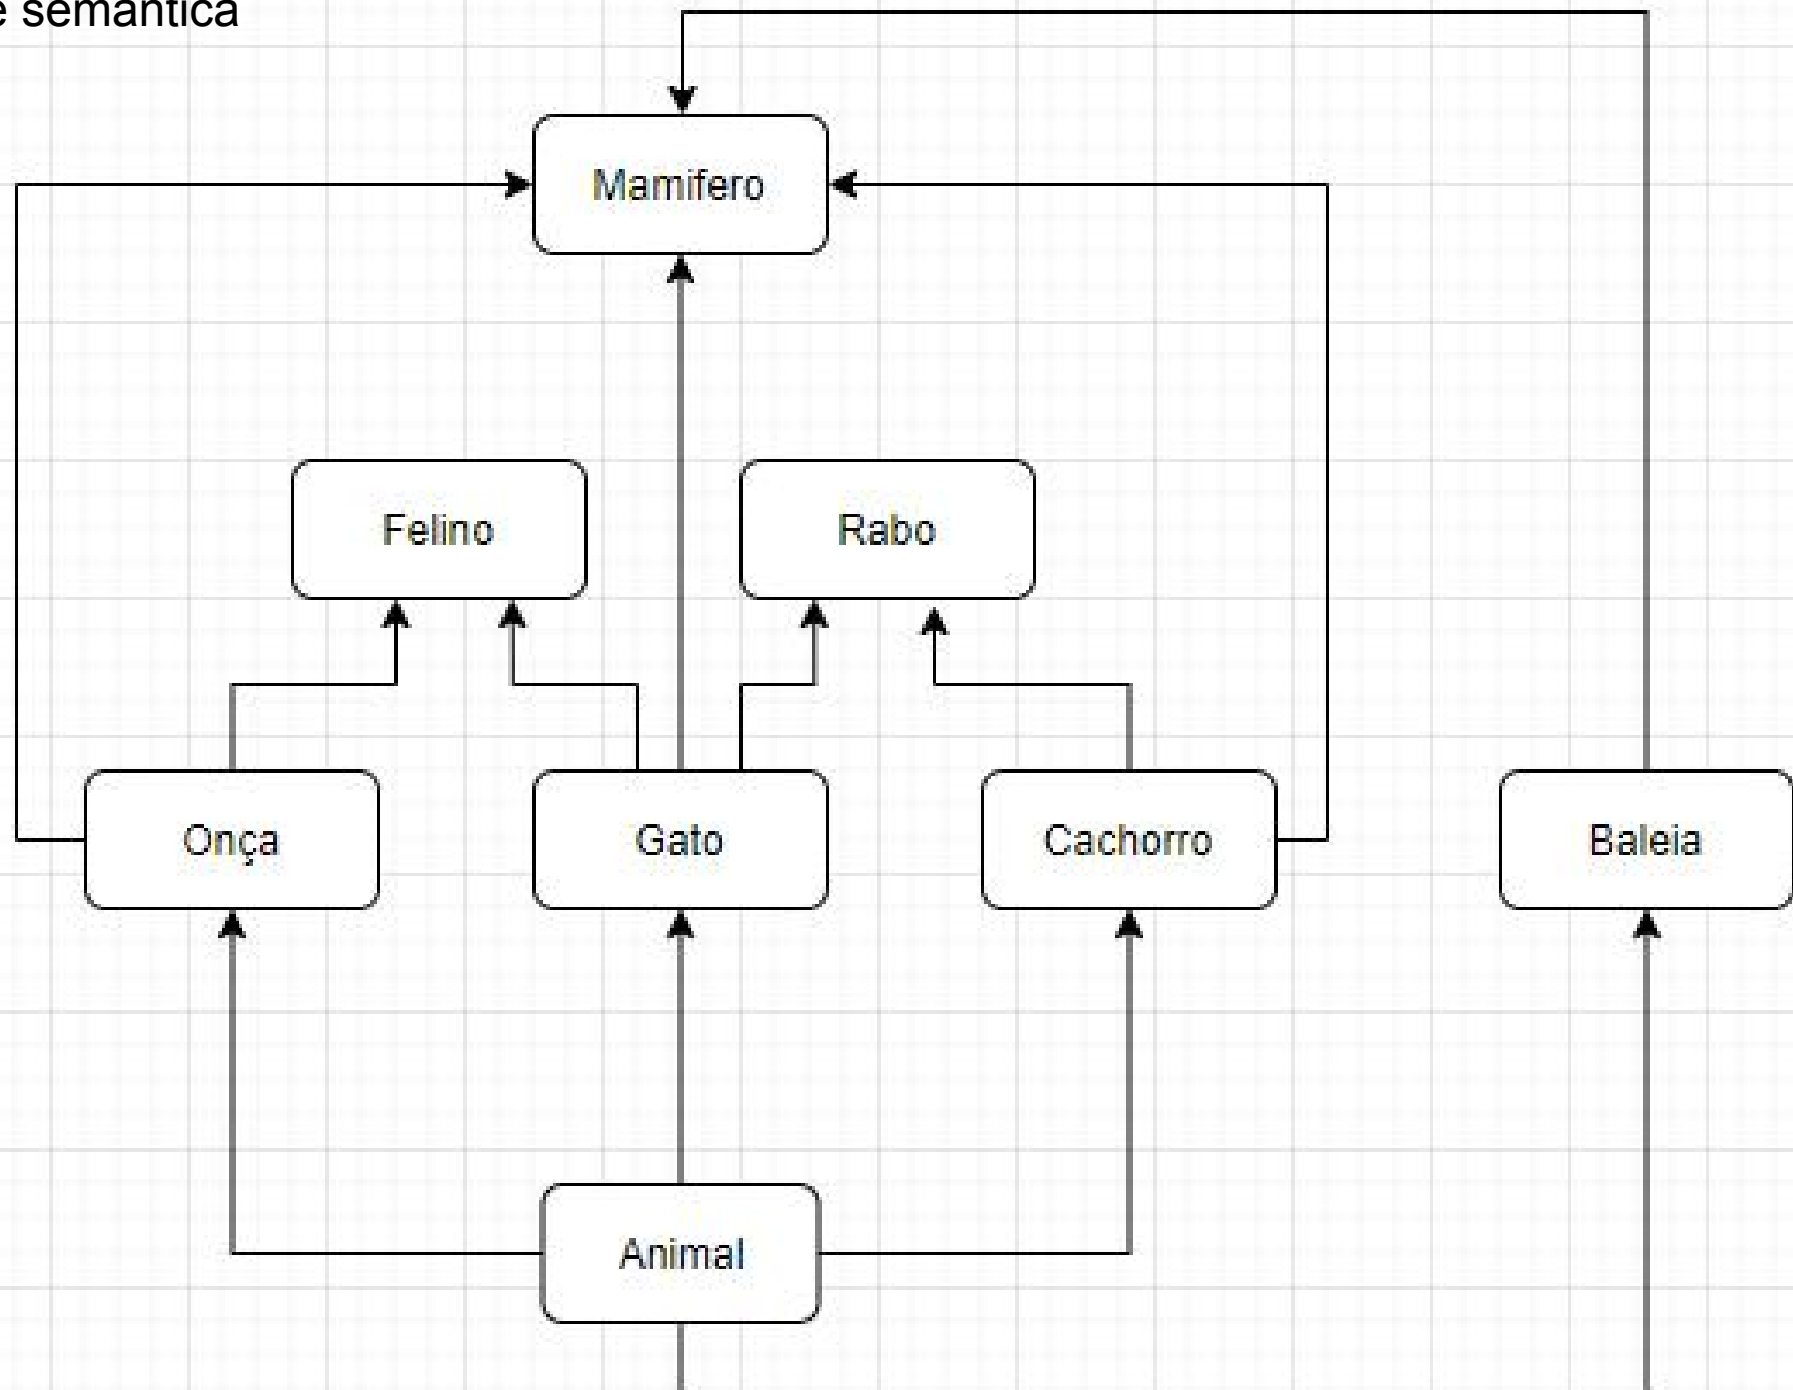 e semântica
Mamifero
Felino
Rabo
Onça
Gato
Cachorro
Baleia
Animal